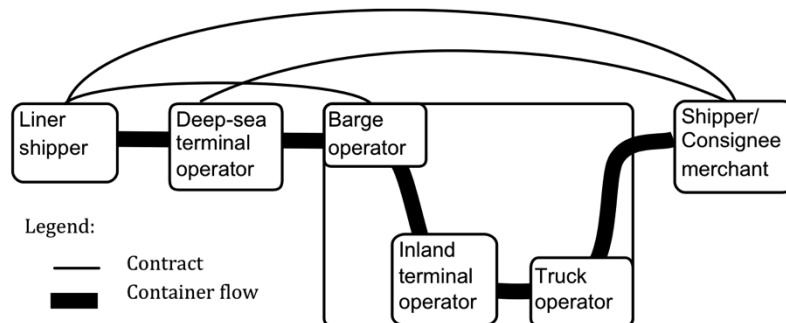 Liner
shipper
Deep-sea
terminal
operator
Barge
operator
Shipper/
Consignee
merchant
Inland
terminal
operator
Truck
operator
Legend:
Contract
Container flow